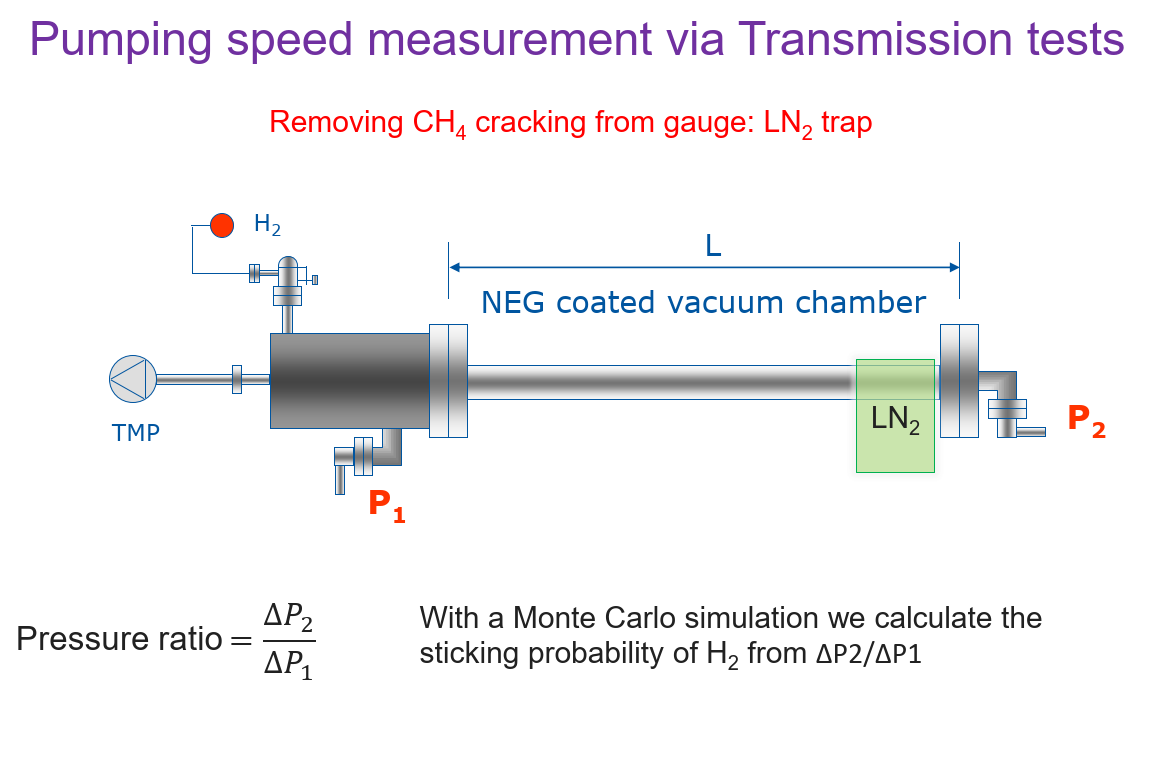 Pumping speed measurement via Transmission tests
Removing CH₄ cracking from gauge: LN₂ trap
H₂
L
NEG coated vacuum chamber
LN₂
P₂
TMP
P₁
Pressure ratio = ΔP₂/ΔP₁
With a Monte Carlo simulation we calculate the
sticking probability of H₂ from ΔP2/ΔP1